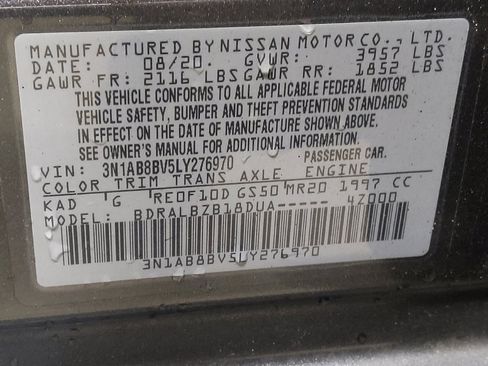 MANUFACTURED BY NISSAN MOTOR CO., LTD.
DATE: 08/20. GVWR: 3957 LBS
GAWR FR: 2116 LBS GAWR RR: 1852 LBS
THIS VEHICLE CONFORMS TO ALL APPLICABLE FEDERAL MOTOR
VEHICLE SAFETY, BUMPER AND THEFT PREVENTION STANDARDS
IN EFFECT ON THE DATE OF MANUFACTURE SHOWN ABOVE.
SEE OWNER'S MANUAL FOR ADDITIONAL INFORMATION.
VIN: 3N1AB8BV5LY276970 PASSENGER CAR.
COLOR TRIM TRANS AXLE ENGINE
KAD G RE0F10D GS50 MR20 1997 CC
MODEL: BDRALBZB18DUA----- 4Z000
3N1AB8BV5LY276970